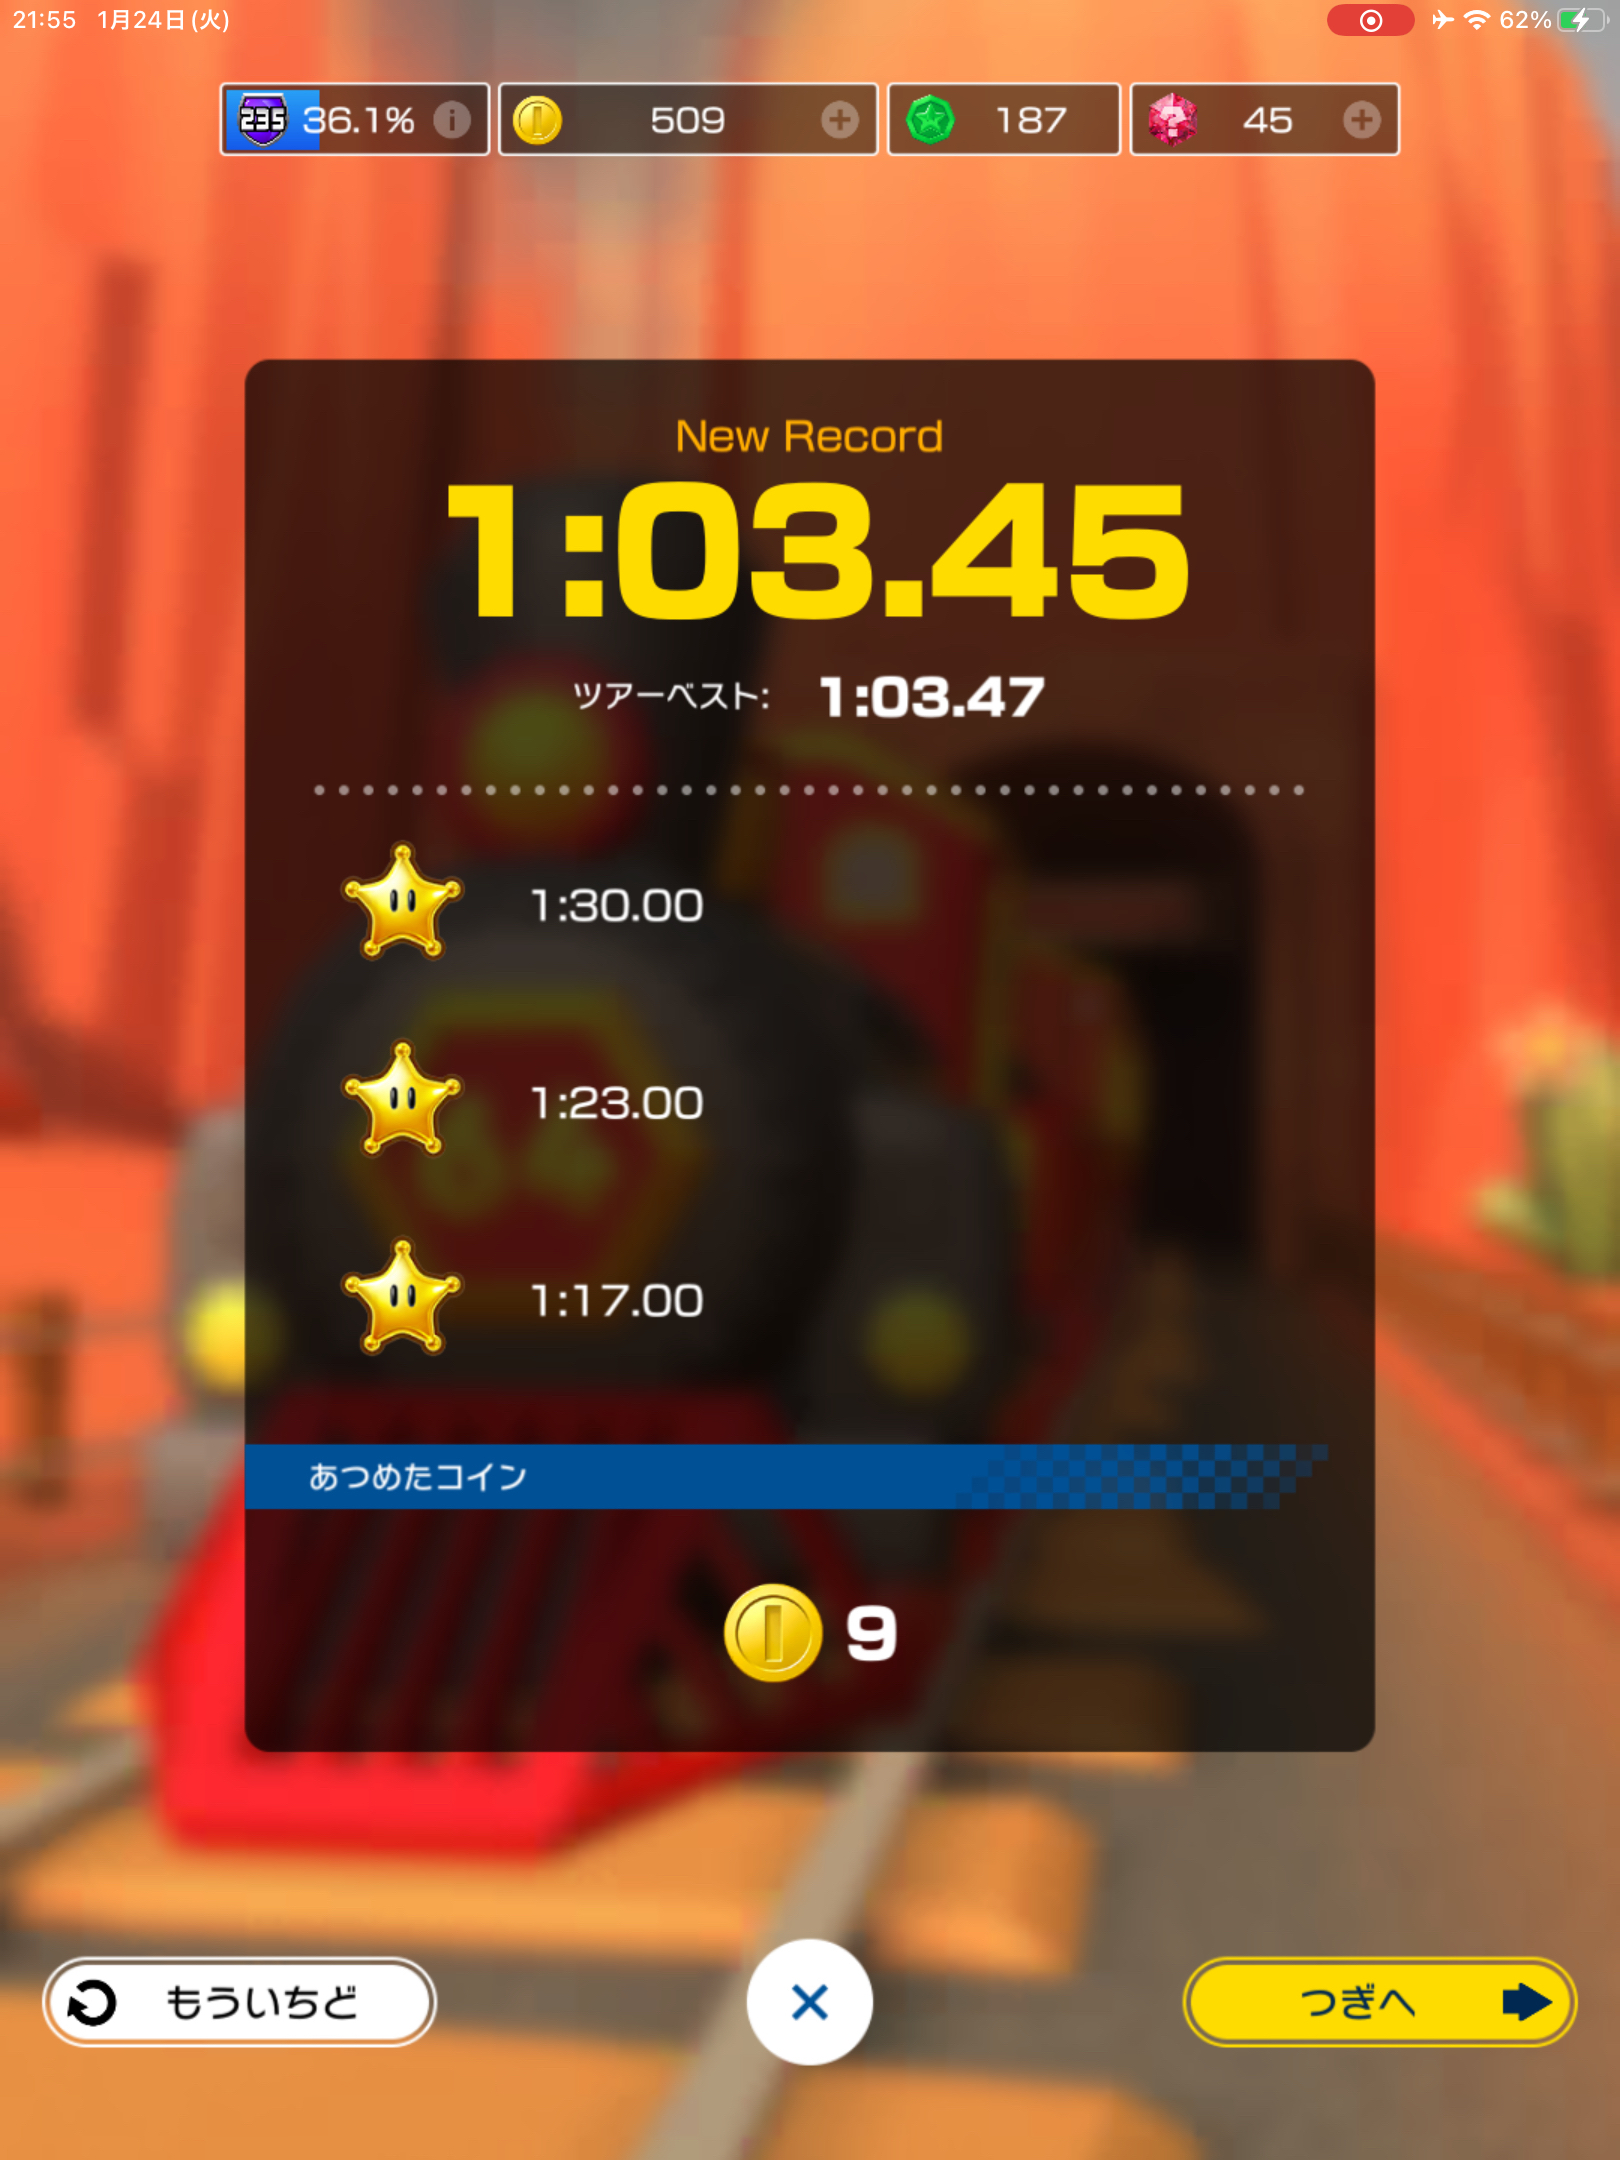 21:55 1月24日(火) 62%
235 36.1% i 509 + 187 ? 45 +
New Record
1:03.45
ツアーベスト: 1:03.47
1:30.00
1:23.00
64
1:17.00
あつめたコイン
9
もういちど × つぎへ